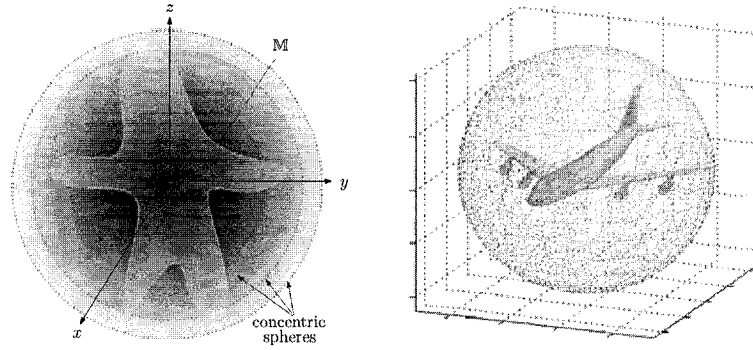 z
𝕄
y
x
concentric
spheres